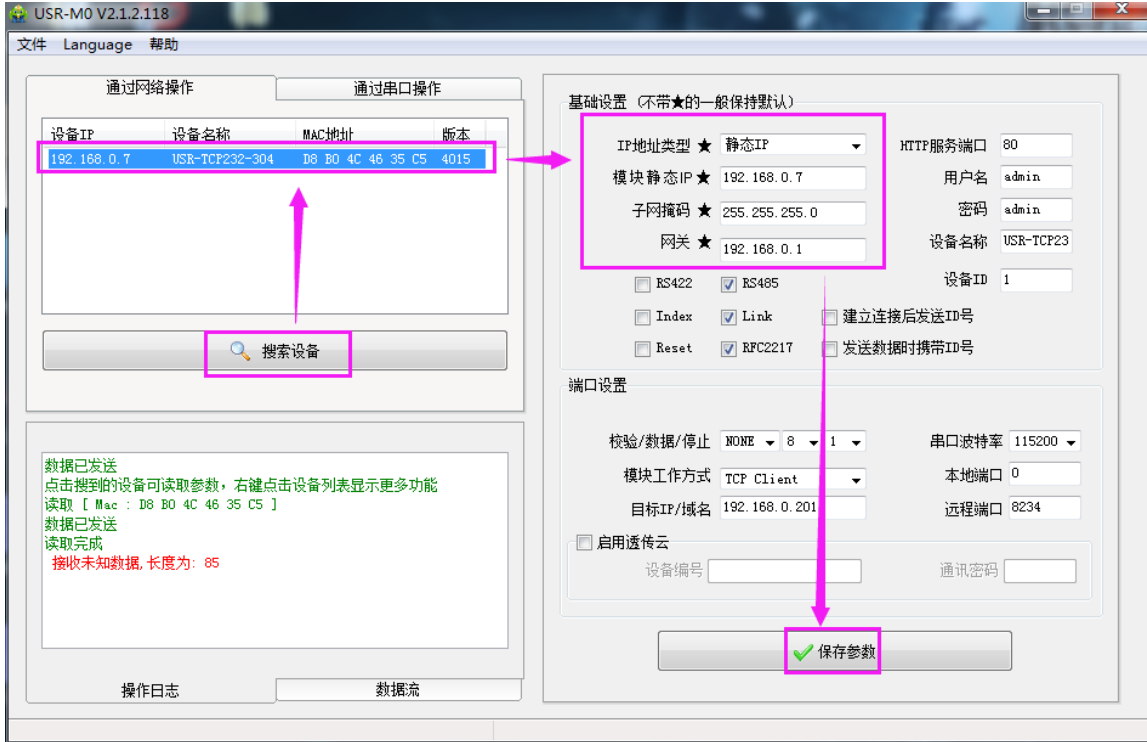 USR-M0 V2.1.2.118
文件 Language 帮助
通过网络操作 通过串口操作
设备IP 设备名称 MAC地址 版本
192.168.0.7 USR-TCP232-304 D8 B0 4C 46 35 C5 4015
搜索设备
数据已发送
点击搜到的设备可读取参数，右键点击设备列表显示更多功能
读取 [ Mac : D8 B0 4C 46 35 C5 ]
数据已发送
读取完成
接收未知数据,长度为: 85
操作日志 数据流
基础设置 (不带★的一般保持默认)
IP地址类型 ★ 静态IP HTTP服务端口 80
模块静态IP ★ 192.168.0.7 用户名 admin
子网掩码 ★ 255.255.255.0 密码 admin
网关 ★ 192.168.0.1 设备名称 USR-TCP23
RS422 RS485 设备ID 1
Index Link 建立连接后发送ID号
Reset RFC2217 发送数据时携带ID号
端口设置
校验/数据/停止 NONE 8 1 串口波特率 115200
模块工作方式 TCP Client 本地端口 0
目标IP/域名 192.168.0.201 远程端口 8234
启用透传云
设备编号 通讯密码
保存参数